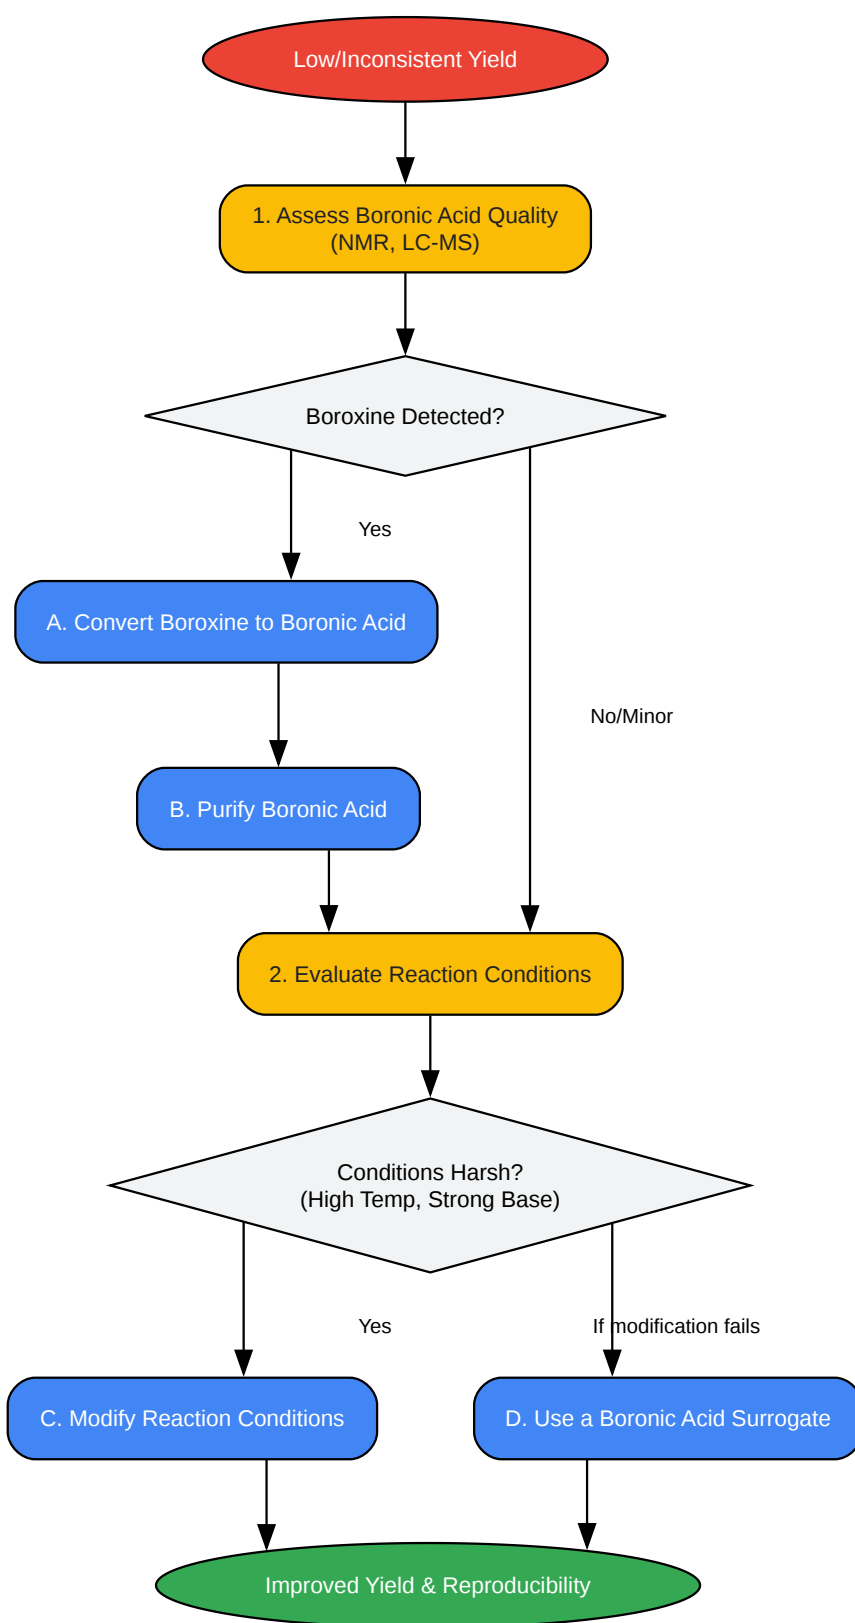 Low/Inconsistent Yield
1. Assess Boronic Acid Quality
(NMR, LC-MS)
Boroxine Detected?
Yes
A. Convert Boroxine to Boronic Acid
No/Minor
B. Purify Boronic Acid
2. Evaluate Reaction Conditions
Conditions Harsh?
(High Temp, Strong Base)
Yes
If modification fails
C. Modify Reaction Conditions
D. Use a Boronic Acid Surrogate
Improved Yield & Reproducibility